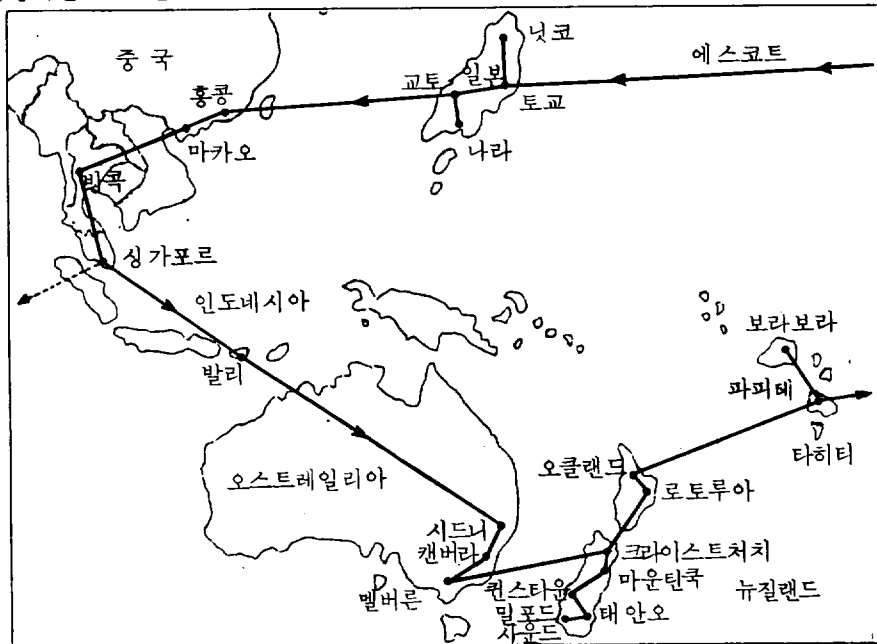 중국
닛코
에스코트
교토
일본
홍콩
토쿄
마카오
나라
방콕
싱가포르
인도네시아
보라보라
발리
파피테
타히티
오클랜드
오스트레일리아
로토루아
시드니
캔버라
크라이스트처치
마운틴쿡
퀸스타운
뉴질랜드
멜버른
밀포드
사운드
태안오